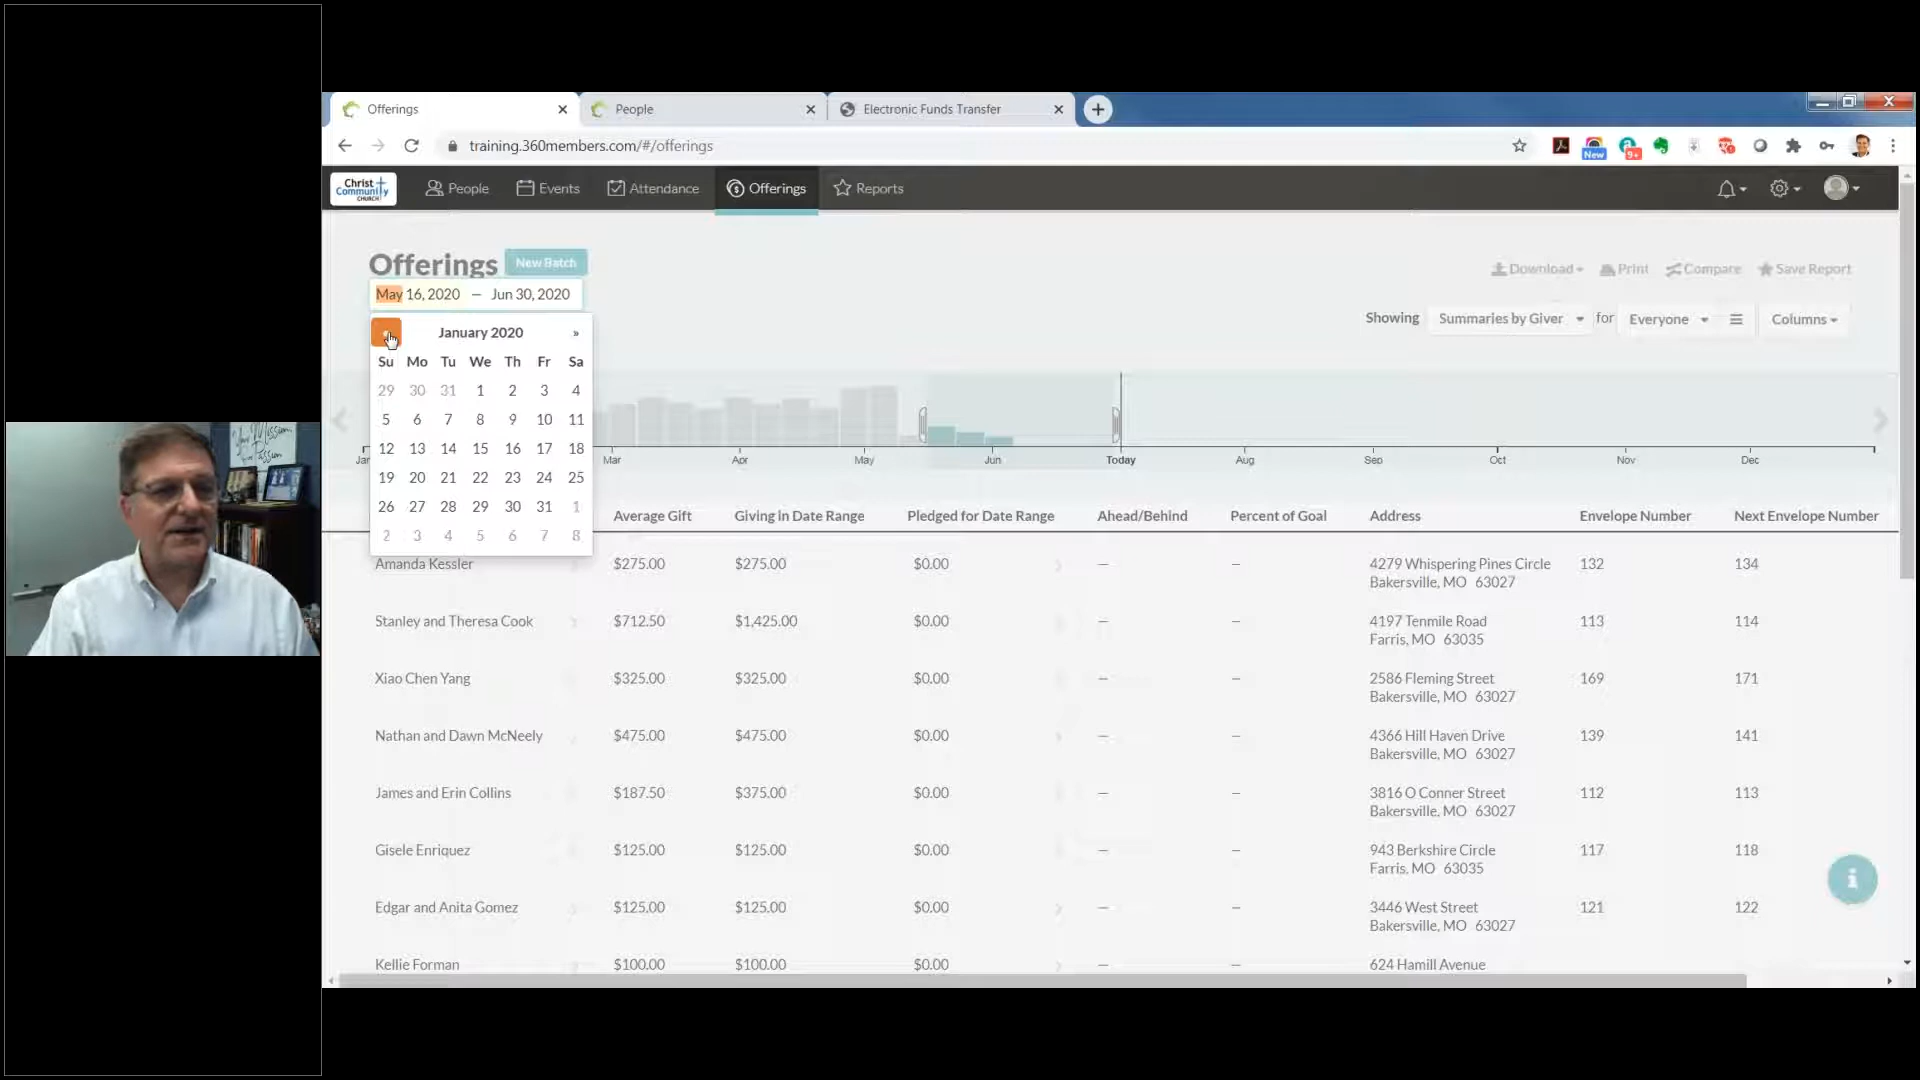 Offerings
People
Electronic Funds Transfer
training.360members.com/#/offerings
New
9+
Christ
Community
CHURCH
People
Events
Attendance
Offerings
Reports
Offerings
New Batch
Download
Print
Compare
Save Report
May 16, 2020 — Jun 30, 2020
Showing Summaries by Giver for Everyone
Columns
January 2020 »
Su Mo Tu We Th Fr Sa
29 30 31 1 2 3 4
5 6 7 8 9 10 11
12 13 14 15 16 17 18
19 20 21 22 23 24 25
26 27 28 29 30 31 1
2 3 4 5 6 7 8
Mar Apr May Jun Today Aug Sep Oct Nov Dec
Average Gift Giving in Date Range Pledged for Date Range Ahead/Behind Percent of Goal Address Envelope Number Next Envelope Number
Amanda Kessler $275.00 $275.00 $0.00 — — 4279 Whispering Pines Circle 132 134
Bakersville, MO 63027
Stanley and Theresa Cook $712.50 $1,425.00 $0.00 — — 4197 Tenmile Road 113 114
Farris, MO 63035
Xiao Chen Yang $325.00 $325.00 $0.00 — — 2586 Fleming Street 169 171
Bakersville, MO 63027
Nathan and Dawn McNeely $475.00 $475.00 $0.00 — — 4366 Hill Haven Drive 139 141
Bakersville, MO 63027
James and Erin Collins $187.50 $375.00 $0.00 — — 3816 O Conner Street 112 113
Bakersville, MO 63027
Gisele Enriquez $125.00 $125.00 $0.00 — — 943 Berkshire Circle 117 118
Farris, MO 63035
Edgar and Anita Gomez $125.00 $125.00 $0.00 — — 3446 West Street 121 122
Bakersville, MO 63027
Kellie Forman $100.00 $100.00 $0.00 — — 624 Hamill Avenue